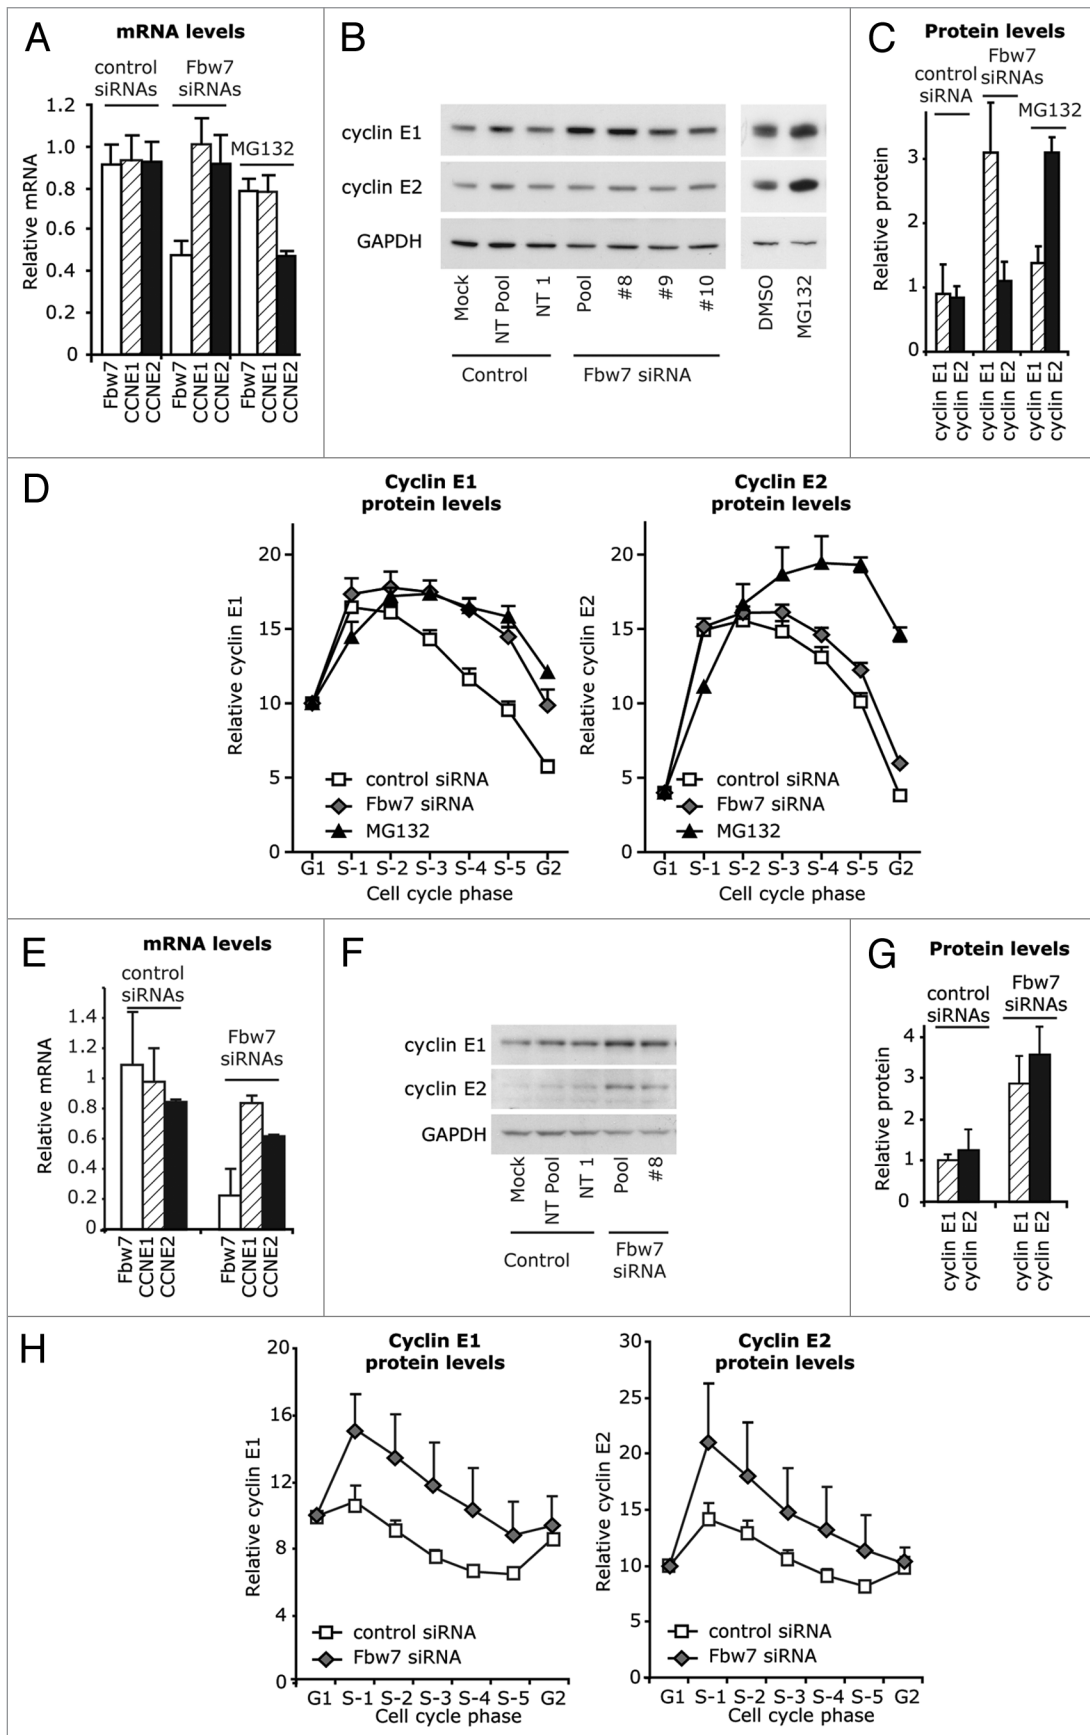 A
mRNA levels
control
siRNAs
Fbw7
siRNAs
MG132
Relative mRNA
1.2
1.0
0.8
0.6
0.4
0.2
0
Fbw7
CCNE1
CCNE2
Fbw7
CCNE1
CCNE2
Fbw7
CCNE1
CCNE2
B
cyclin E1
cyclin E2
GAPDH
Mock
NT Pool
NT 1
Pool
#8
#9
#10
DMSO
MG132
Control
Fbw7 siRNA
C
Protein levels
control
siRNA
Fbw7
siRNAs
MG132
Relative protein
3
2
1
0
cyclin E1
cyclin E2
cyclin E1
cyclin E2
cyclin E1
cyclin E2
D
Cyclin E1
protein levels
Relative cyclin E1
20
15
10
5
0
control siRNA
Fbw7 siRNA
MG132
G1 S-1 S-2 S-3 S-4 S-5 G2
Cell cycle phase
Cyclin E2
protein levels
Relative cyclin E2
20
15
10
5
0
control siRNA
Fbw7 siRNA
MG132
G1 S-1 S-2 S-3 S-4 S-5 G2
Cell cycle phase
E
mRNA levels
control
siRNAs
Fbw7
siRNAs
Relative mRNA
1.4
1.2
1
0.8
0.6
0.4
0.2
0
Fbw7
CCNE1
CCNE2
Fbw7
CCNE1
CCNE2
F
cyclin E1
cyclin E2
GAPDH
Mock
NT Pool
NT 1
Pool
#8
Control
Fbw7
siRNA
G
Protein levels
control
siRNAs
Fbw7
siRNAs
Relative protein
4
3
2
1
0
cyclin E1
cyclin E2
cyclin E1
cyclin E2
H
Cyclin E1
protein levels
Relative cyclin E1
20
16
12
8
4
0
control siRNA
Fbw7 siRNA
G1 S-1 S-2 S-3 S-4 S-5 G2
Cell cycle phase
Cyclin E2
protein levels
Relative cyclin E2
30
25
20
15
10
5
0
control siRNA
Fbw7 siRNA
G1 S-1 S-2 S-3 S-4 S-5 G2
Cell cycle phase